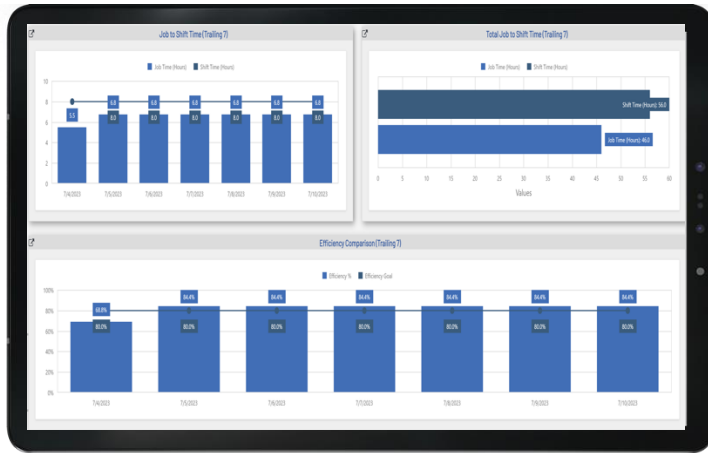 Job to Shift Time (Trailing 7)
Job Time (Hours) Shift Time (Hours)
10
8
6
4
2
0
5.5 6.8 6.8 6.8 6.8 6.8 6.8
8.0 8.0 8.0 8.0 8.0 8.0
7/4/2023 7/5/2023 7/6/2023 7/7/2023 7/8/2023 7/9/2023 7/10/2023
Total Job to Shift Time (Trailing 7)
Job Time (Hours) Shift Time (Hours)
Shift Time (Hours): 56.0
Job Time (Hours): 46.0
0 5 10 15 20 25 30 35 40 45 50 55 60
Values
Efficiency Comparison (Trailing 7)
Efficiency % Efficiency Goal
100%
80%
60%
40%
20%
0%
68.8% 84.4% 84.4% 84.4% 84.4% 84.4% 84.4%
80.0% 80.0% 80.0% 80.0% 80.0% 80.0% 80.0%
7/4/2023 7/5/2023 7/6/2023 7/7/2023 7/8/2023 7/9/2023 7/10/2023